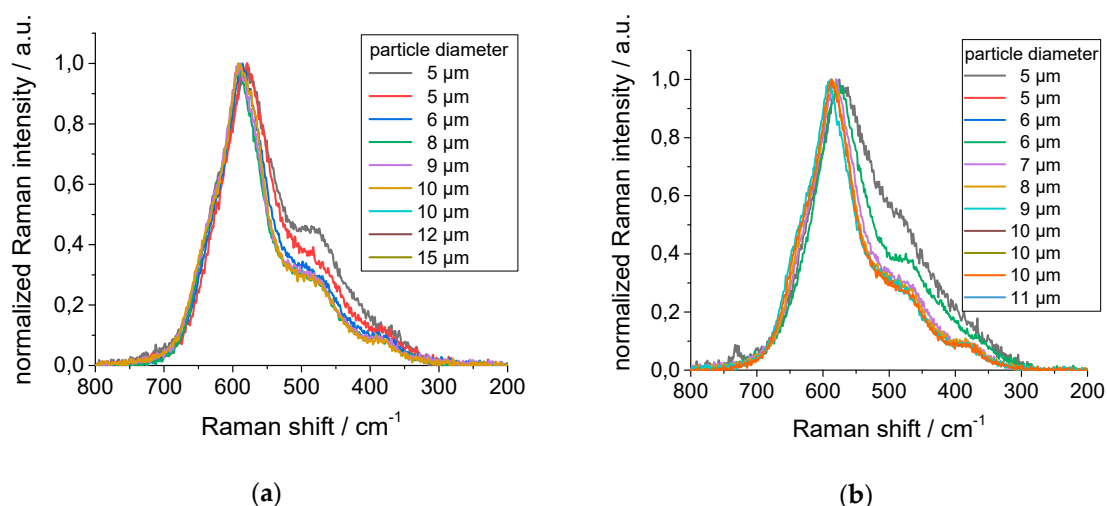 normalized Raman intensity / a.u.
1,0
0,8
0,6
0,4
0,2
0,0
800 700 600 500 400 300 200
Raman shift / cm⁻¹
particle diameter
5 µm
5 µm
6 µm
8 µm
9 µm
10 µm
10 µm
12 µm
15 µm
(a)
normalized Raman intensity / a.u.
1,0
0,8
0,6
0,4
0,2
0,0
800 700 600 500 400 300 200
Raman shift / cm⁻¹
particle diameter
5 µm
5 µm
6 µm
6 µm
7 µm
8 µm
9 µm
10 µm
10 µm
10 µm
11 µm
(b)